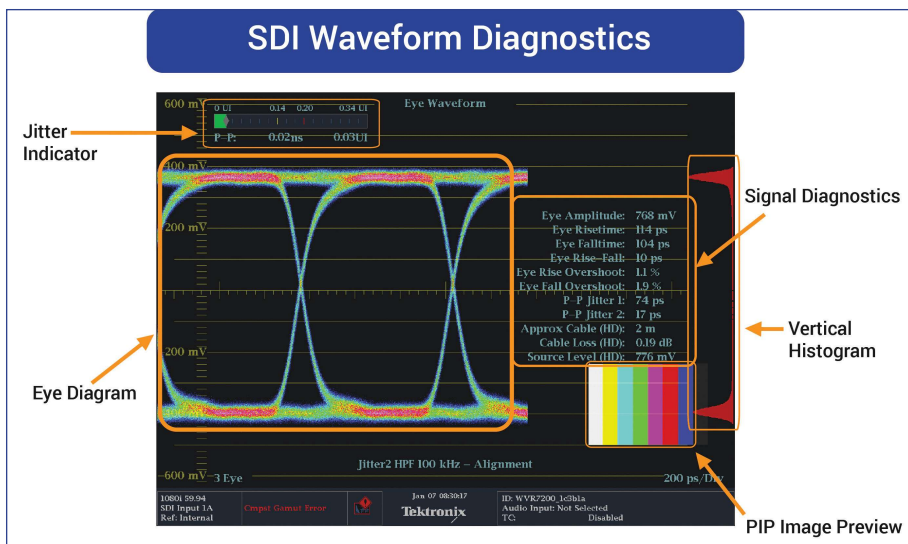 SDI Waveform Diagnostics
Jitter
Indicator
Eye Diagram
Signal Diagnostics
Vertical
Histogram
PIP Image Preview
600 mV
Eye Waveform
0 UI 0.14 0.20 0.34 UI
P-P: 0.02ns 0.03UI
400 mV
200 mV
Eye Amplitude: 768 mV
Eye Risetime: 114 ps
Eye Falltime: 104 ps
Eye Rise-Fall: 10 ps
Eye Rise Overshoot: 1.1 %
Eye Fall Overshoot: 1.9 %
P-P Jitter 1: 74 ps
P-P Jitter 2: 17 ps
Approx Cable (HD): 2 m
Cable Loss (HD): 0.19 dB
Source Level (HD): 776 mV
-200 mV
Jitter2 HPF 100 kHz - Alignment
-600 mV
3 Eye
200 ps/Div
1080i 59.94
SDI Input 1A
Ref: Internal
Cmpst Gamut Error
Jan 07 08:30:17
Tektronix
ID: WVR7200_1c3b1a
Audio Input: Not Selected
TC: Disabled